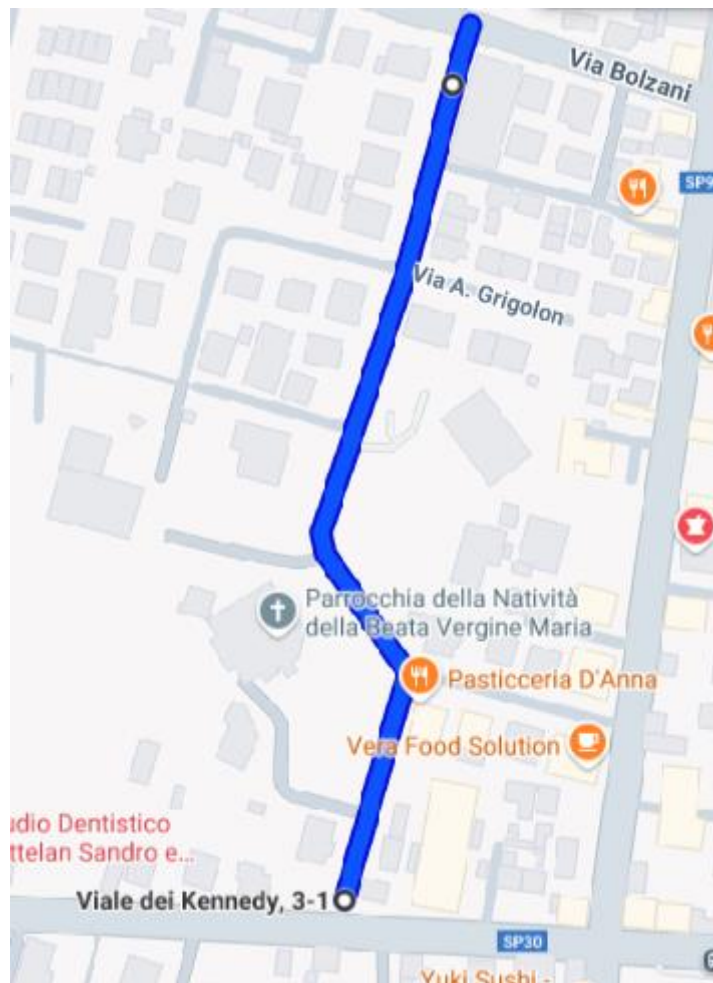 Via Bolzani
SP9
Via A. Grigolon
Parrocchia della Natività
della Beata Vergine Maria
Pasticceria D'Anna
Vera Food Solution
udio Dentistico
ttelan Sandro e...
Viale dei Kennedy, 3-1
SP30
Yuki Sushi -